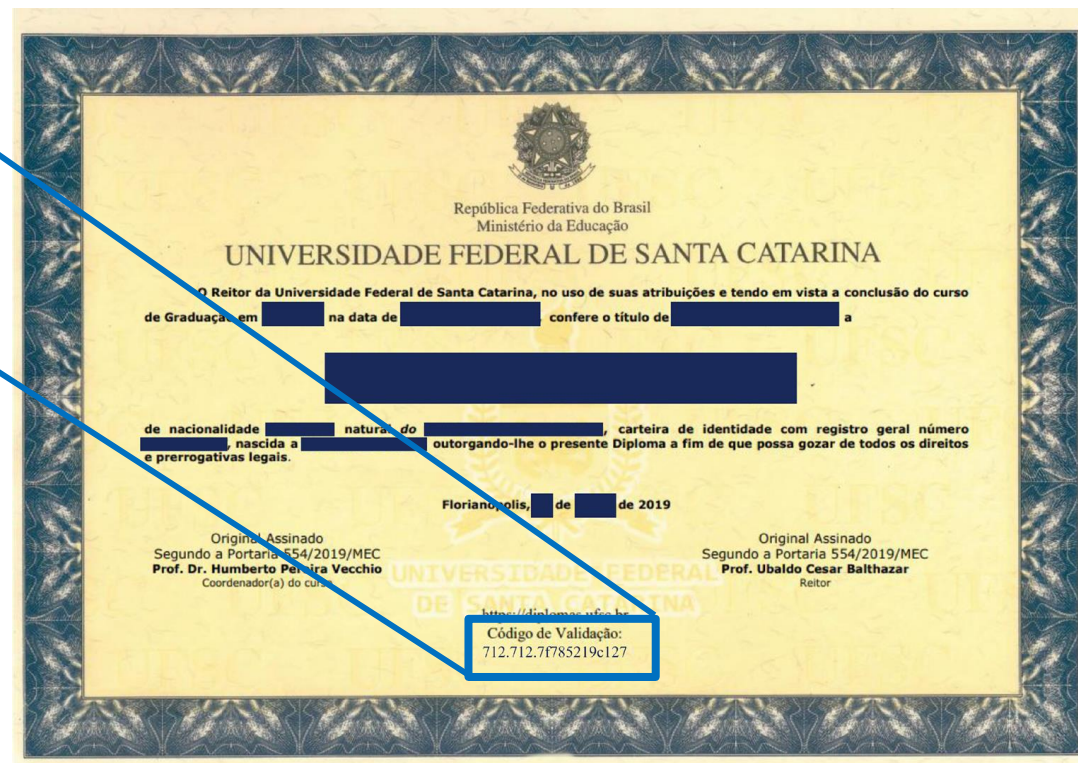 República Federativa do Brasil
Ministério da Educação
UNIVERSIDADE FEDERAL DE SANTA CATARINA
O Reitor da Universidade Federal de Santa Catarina, no uso de suas atribuições e tendo em vista a conclusão do curso
de Graduação em na data de , confere o título de a
de nacionalidade natural do , carteira de identidade com registro geral número
, nascida a outorgando-lhe o presente Diploma a fim de que possa gozar de todos os direitos
e prerrogativas legais.
Florianópolis, de de 2019
Original Assinado
Segundo a Portaria 554/2019/MEC
Prof. Dr. Humberto Pereira Vecchio
Coordenador(a) do curso
Original Assinado
Segundo a Portaria 554/2019/MEC
Prof. Ubaldo Cesar Balthazar
Reitor
UNIVERSIDADE FEDERAL
DE SANTA CATARINA
https://diplomas.ufsc.br
Código de Validação:
712.712.7f785219c127